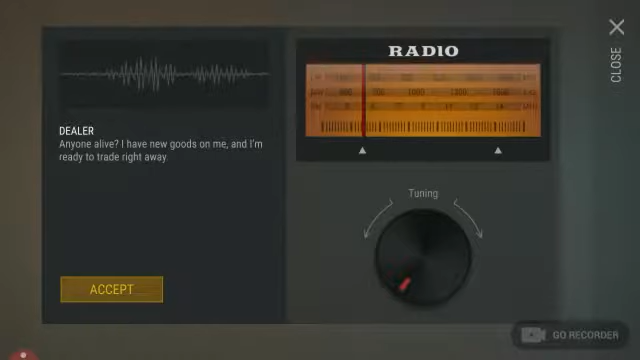 RADIO
CLOSE
DEALER
Anyone alive? I have new goods on me, and I'm
ready to trade right away.
Tuning
ACCEPT
GO RECORDER